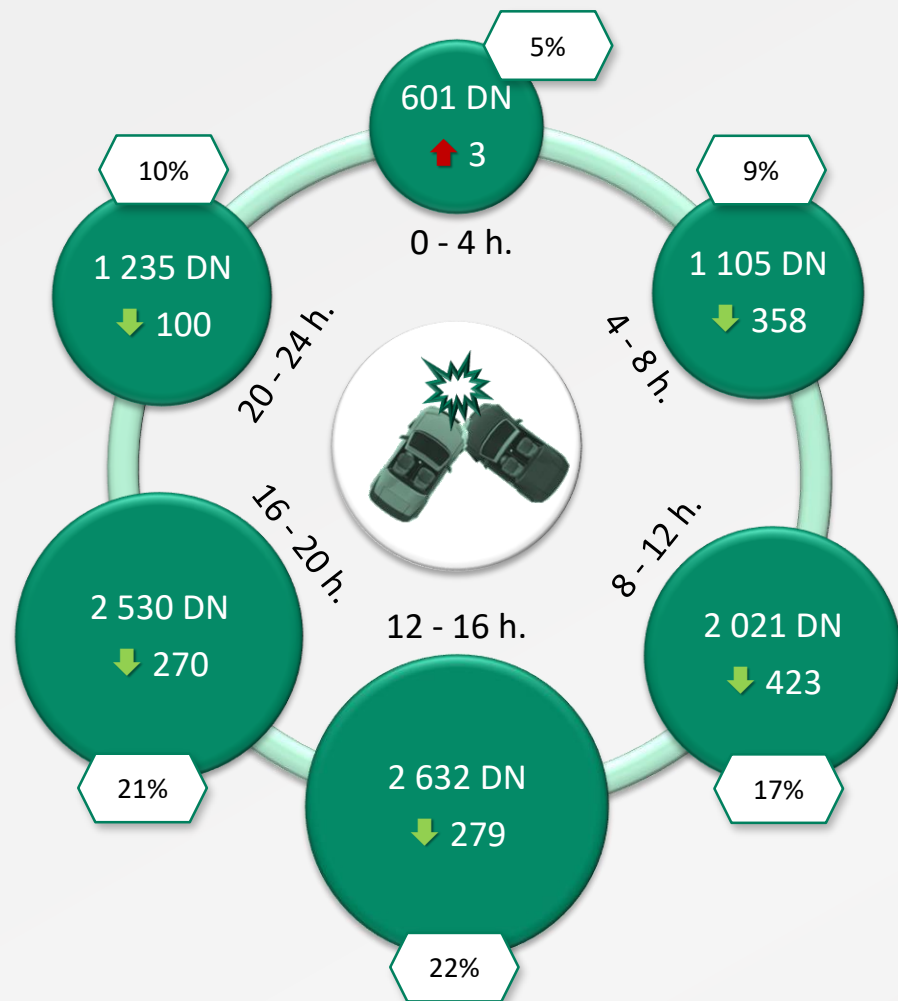 5%
601 DN
3
0 - 4 h.
9%
1 105 DN
358
4 - 8 h.
8 - 12 h.
2 021 DN
423
17%
12 - 16 h.
2 632 DN
279
22%
16 - 20 h.
2 530 DN
270
21%
10%
1 235 DN
100
20 - 24 h.